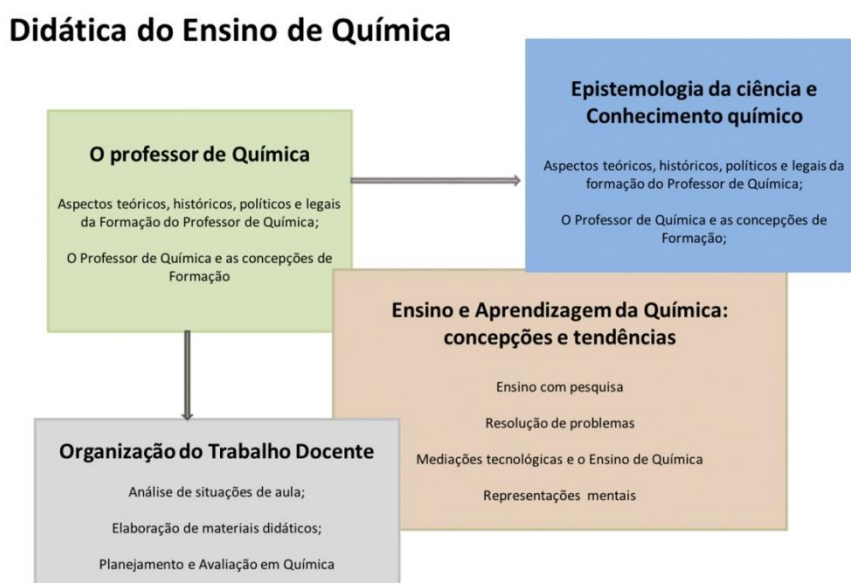 Didática do Ensino de Química
O professor de Química
Aspectos teóricos, históricos, políticos e legais
da Formação do Professor de Química;
O Professor de Química e as concepções de
Formação
Epistemologia da ciência e
Conhecimento químico
Aspectos teóricos, históricos, políticos e legais da
formação do Professor de Química;
O Professor de Química e as concepções de
Formação;
Ensino e Aprendizagem da Química:
concepções e tendências
Ensino com pesquisa
Resolução de problemas
Mediações tecnológicas e o Ensino de Química
Representações mentais
Organização do Trabalho Docente
Análise de situações de aula;
Elaboração de materiais didáticos;
Planejamento e Avaliação em Química